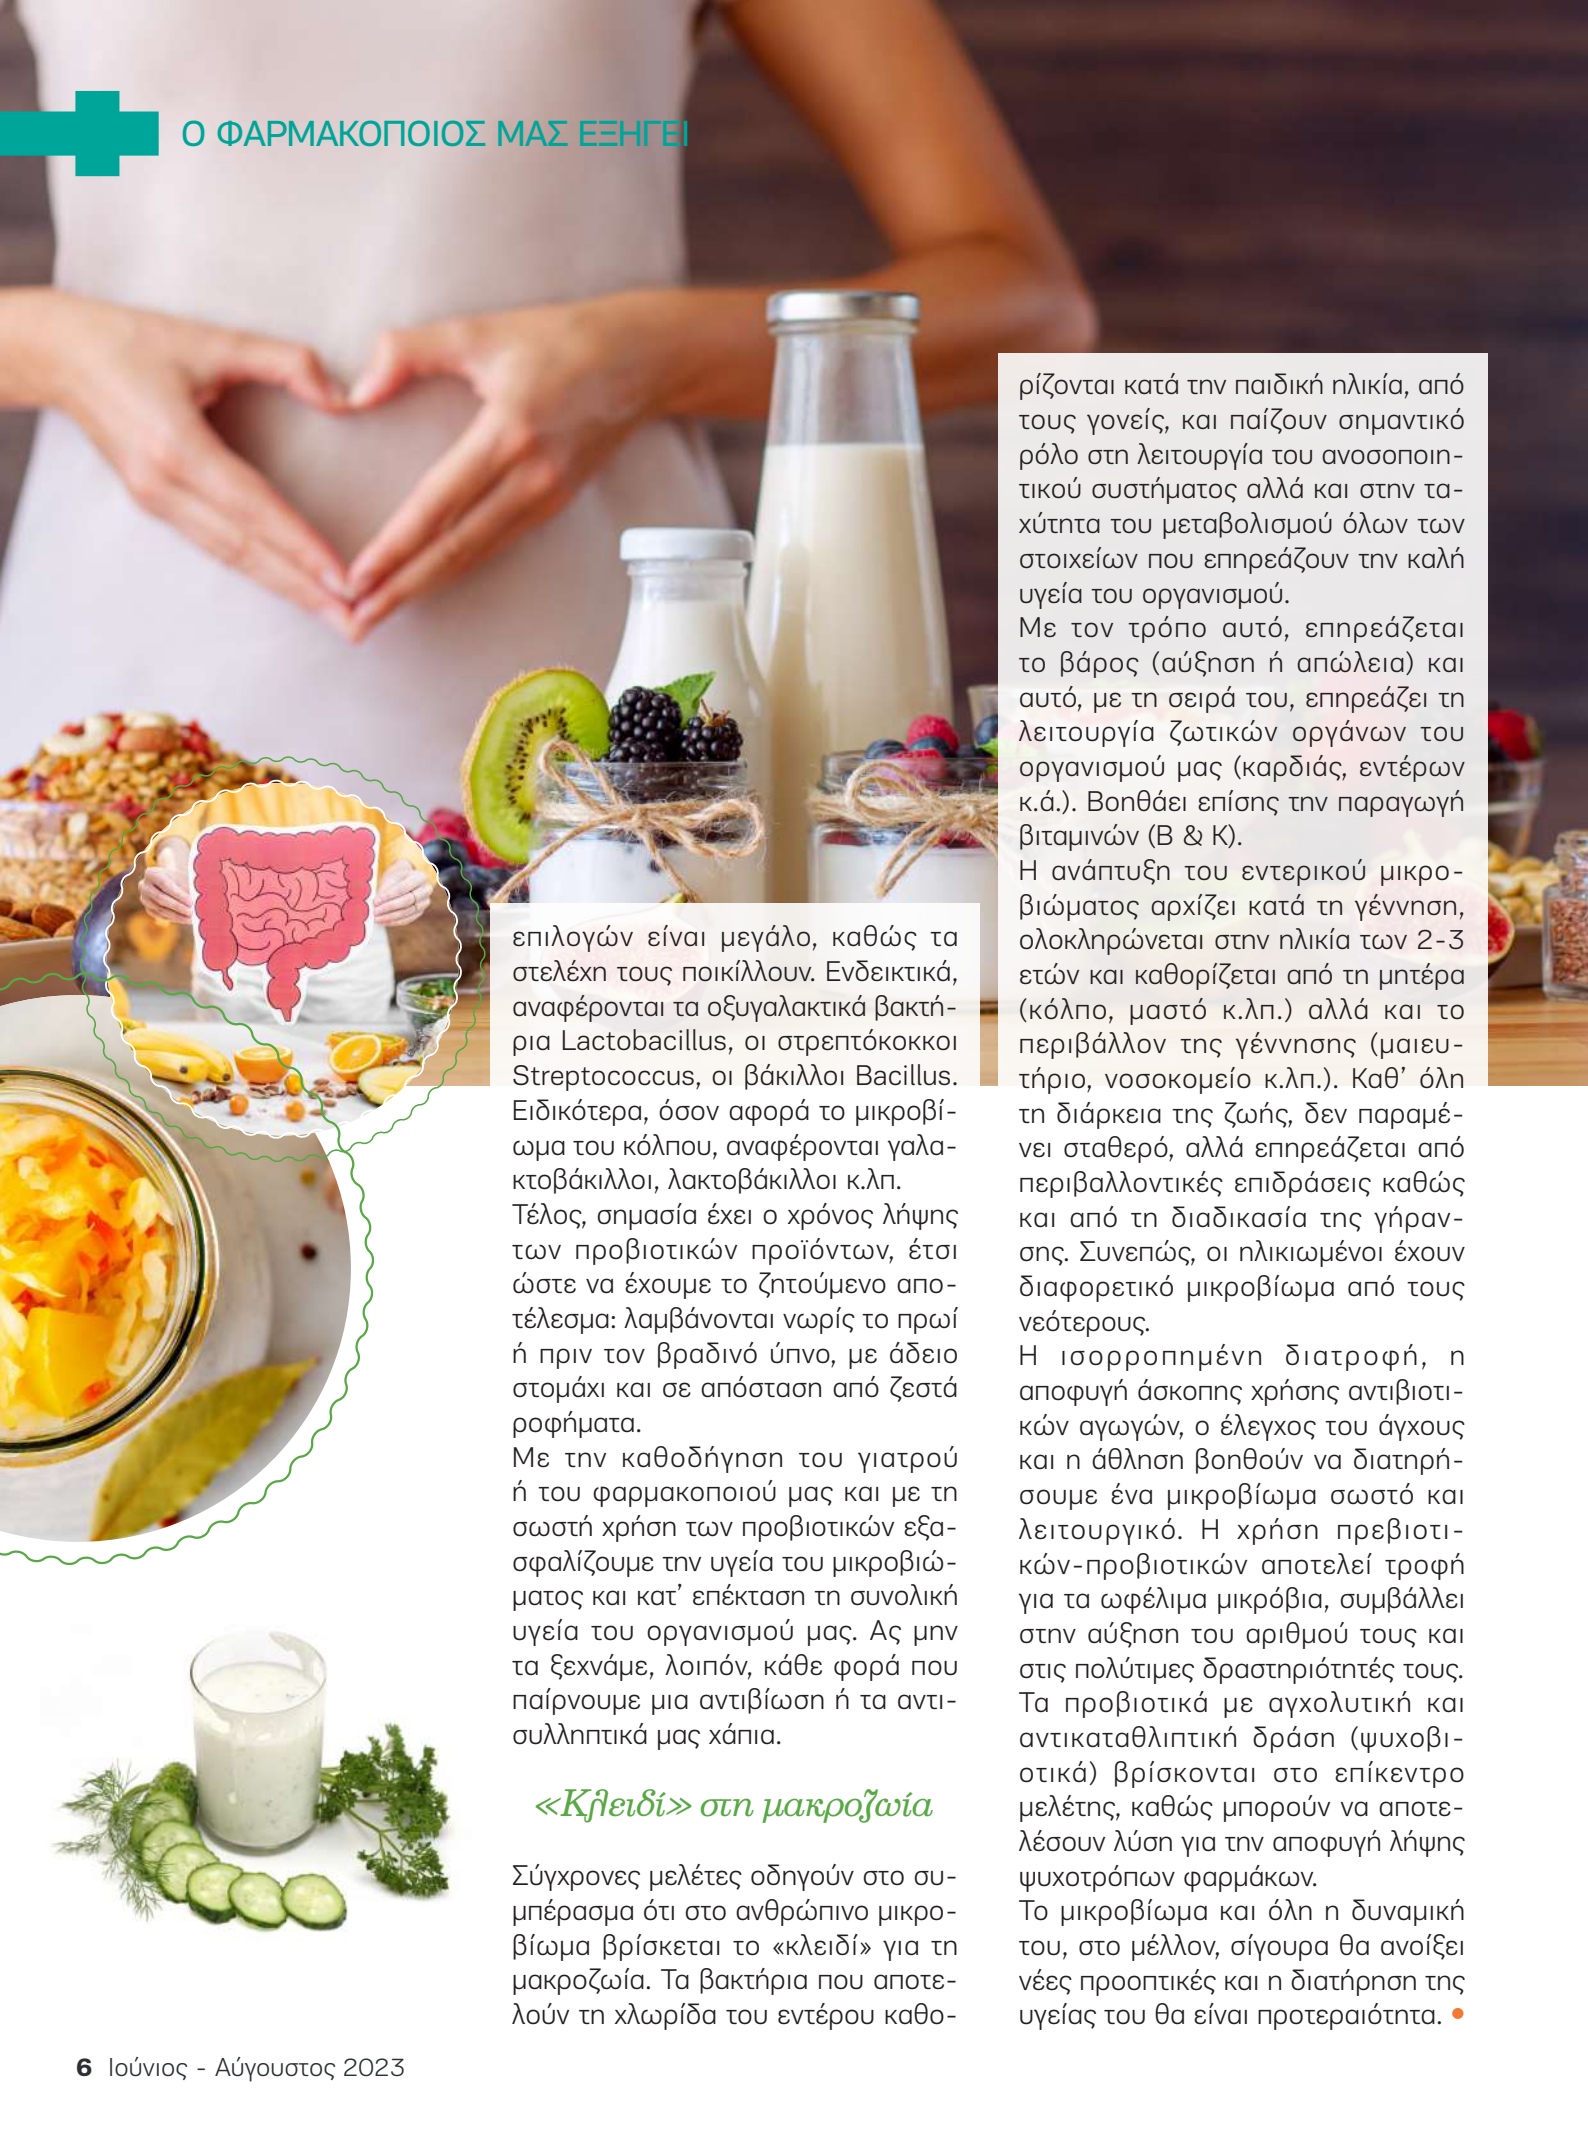 Ο ΦΑΡΜΑΚΟΠΟΙΟΣ ΜΑΣ ΕΞΗΓΕΙ
επιλογών είναι μεγάλο, καθώς τα
στελέχη τους ποικίλλουν. Ενδεικτικά,
αναφέρονται τα οξυγαλακτικά βακτή-
ρια Lactobacillus, οι στρεπτόκοκκοι
Streptococcus, οι βάκιλλοι Bacillus.
Ειδικότερα, όσον αφορά το μικροβί-
ωμα του κόλπου, αναφέρονται γαλα-
κτοβάκιλλοι, λακτοβάκιλλοι κ.λπ.
Τέλος, σημασία έχει ο χρόνος λήψης
των προβιοτικών προϊόντων, έτσι
ώστε να έχουμε το ζητούμενο απο-
τέλεσμα: λαμβάνονται νωρίς το πρωί
ή πριν τον βραδινό ύπνο, με άδειο
στομάχι και σε απόσταση από ζεστά
ροφήματα.
Με την καθοδήγηση του γιατρού
ή του φαρμακοποιού μας και με τη
σωστή χρήση των προβιοτικών εξα-
σφαλίζουμε την υγεία του μικροβιώ-
ματος και κατ’ επέκταση τη συνολική
υγεία του οργανισμού μας. Ας μην
τα ξεχνάμε, λοιπόν, κάθε φορά που
παίρνουμε μια αντιβίωση ή τα αντι-
συλληπτικά μας χάπια.
«Κλειδί» στη μακροζωία
Σύγχρονες μελέτες οδηγούν στο συ-
μπέρασμα ότι στο ανθρώπινο μικρο-
βίωμα βρίσκεται το «κλειδί» για τη
μακροζωία. Τα βακτήρια που αποτε-
λούν τη χλωρίδα του εντέρου καθο-
ρίζονται κατά την παιδική ηλικία, από
τους γονείς, και παίζουν σημαντικό
ρόλο στη λειτουργία του ανοσοποιη-
τικού συστήματος αλλά και στην τα-
χύτητα του μεταβολισμού όλων των
στοιχείων που επηρεάζουν την καλή
υγεία του οργανισμού.
Με τον τρόπο αυτό, επηρεάζεται
το βάρος (αύξηση ή απώλεια) και
αυτό, με τη σειρά του, επηρεάζει τη
λειτουργία ζωτικών οργάνων του
οργανισμού μας (καρδιάς, εντέρων
κ.ά.). Βοηθάει επίσης την παραγωγή
βιταμινών (Β & Κ).
Η ανάπτυξη του εντερικού μικρο-
βιώματος αρχίζει κατά τη γέννηση,
ολοκληρώνεται στην ηλικία των 2-3
ετών και καθορίζεται από τη μητέρα
(κόλπο, μαστό κ.λπ.) αλλά και το
περιβάλλον της γέννησης (μαιευ-
τήριο, νοσοκομείο κ.λπ.). Καθ’ όλη
τη διάρκεια της ζωής, δεν παραμέ-
νει σταθερό, αλλά επηρεάζεται από
περιβαλλοντικές επιδράσεις καθώς
και από τη διαδικασία της γήραν-
σης. Συνεπώς, οι ηλικιωμένοι έχουν
διαφορετικό μικροβίωμα από τους
νεότερους.
Η ισορροπημένη διατροφή, η
αποφυγή άσκοπης χρήσης αντιβιοτι-
κών αγωγών, ο έλεγχος του άγχους
και η άθληση βοηθούν να διατηρή-
σουμε ένα μικροβίωμα σωστό και
λειτουργικό. Η χρήση πρεβιοτι-
κών-προβιοτικών αποτελεί τροφή
για τα ωφέλιμα μικρόβια, συμβάλλει
στην αύξηση του αριθμού τους και
στις πολύτιμες δραστηριότητές τους.
Τα προβιοτικά με αγχολυτική και
αντικαταθλιπτική δράση (ψυχοβι-
οτικά) βρίσκονται στο επίκεντρο
μελέτης, καθώς μπορούν να αποτε-
λέσουν λύση για την αποφυγή λήψης
ψυχοτρόπων φαρμάκων.
Το μικροβίωμα και όλη η δυναμική
του, στο μέλλον, σίγουρα θα ανοίξει
νέες προοπτικές και η διατήρηση της
υγείας του θα είναι προτεραιότητα. •
6 Ιούνιος - Αύγουστος 2023